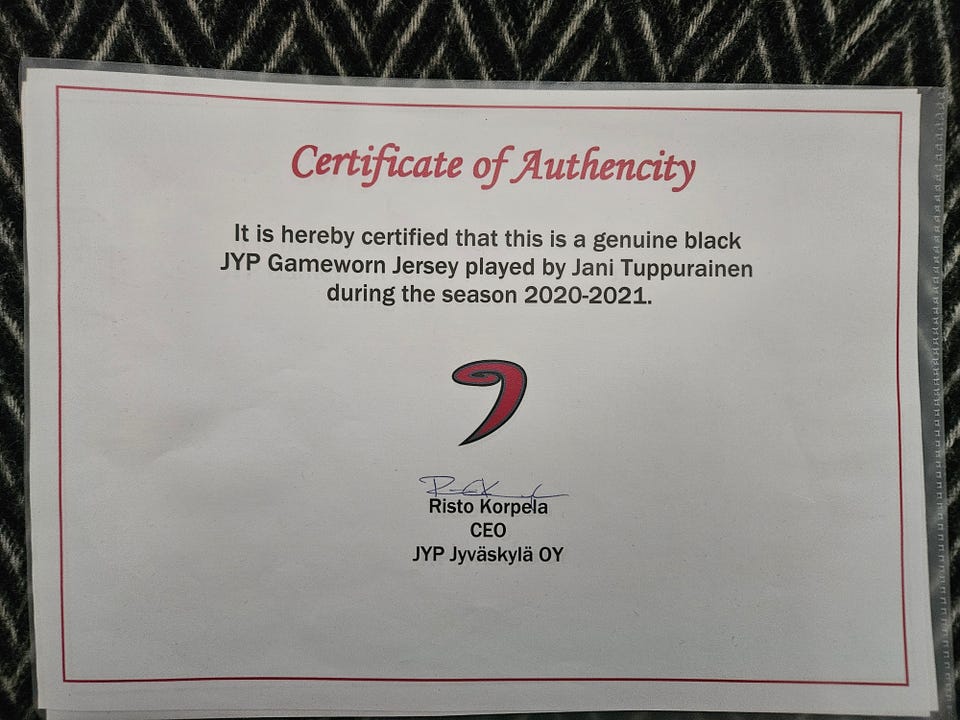 Certificate of Authencity
It is hereby certified that this is a genuine black
JYP Gameworn Jersey played by Jani Tuppurainen
during the season 2020-2021.
Risto Korpela
CEO
JYP Jyväskylä OY